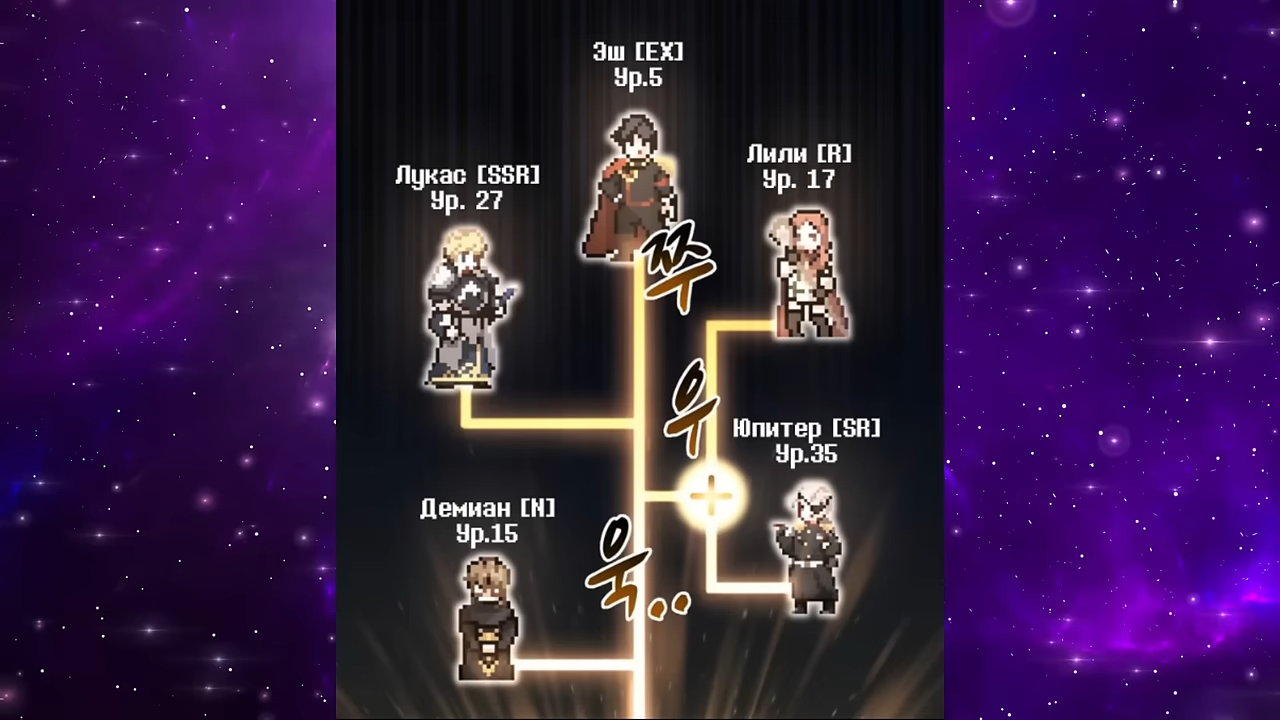 Эш [EX]
Ур.5
Лили [R]
Ур. 17
Лукас [SSR]
Ур. 27
쭈
우
Юпитер [SR]
Ур.35
Демиан [N]
Ур.15
욱..